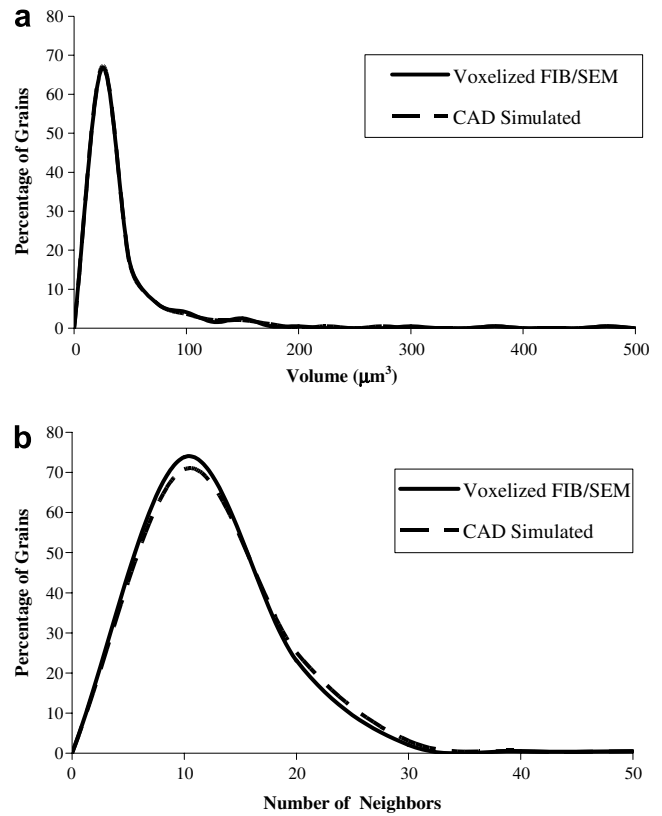 a
80
70
60
50
40
30
20
10
0
Percentage of Grains
Voxelized FIB/SEM
CAD Simulated
0 100 200 300 400 500
Volume (μm³)
b
80
70
60
50
40
30
20
10
0
Percentage of Grains
Voxelized FIB/SEM
CAD Simulated
0 10 20 30 40 50
Number of Neighbors